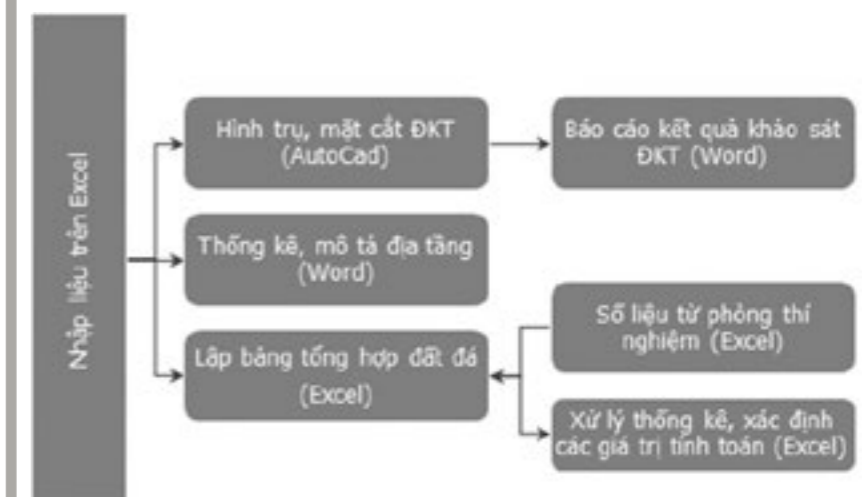 Nhập liệu trên Excel
Hình trụ, mặt cắt ĐKT
(AutoCad)
Báo cáo kết quả khảo sát
ĐKT (Word)
Thống kê, mô tả địa tầng
(Word)
Lập bảng tổng hợp đất đá
(Excel)
Số liệu từ phòng thí
nghiệm (Excel)
Xử lý thống kê, xác định
các giá trị tính toán (Excel)